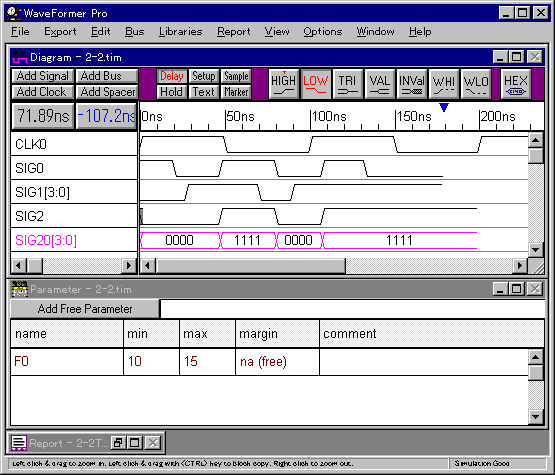 WaveFormer Pro
File Export Edit Bus Libraries Report View Options Window Help
Diagram - 2-2.tim
Add Signal Add Bus Delay Setup Sample HIGH LOW TRI VAL INVal WHI WLO HEX
Add Clock Add Spacer Hold Text Marker
71.89ns -107.2ns 0ns 50ns 100ns 150ns 200ns
CLK0
SIG0
SIG1[3:0]
SIG2
SIG20[3:0] 0000 1111 0000 1111
Parameter - 2-2.tim
Add Free Parameter
name min max margin comment
F0 10 15 na (free)
Report - 2-2T...
Left click & drag to zoom in. Left click & drag with <CTRL> key to block copy. Right click to zoom out. Simulation Good